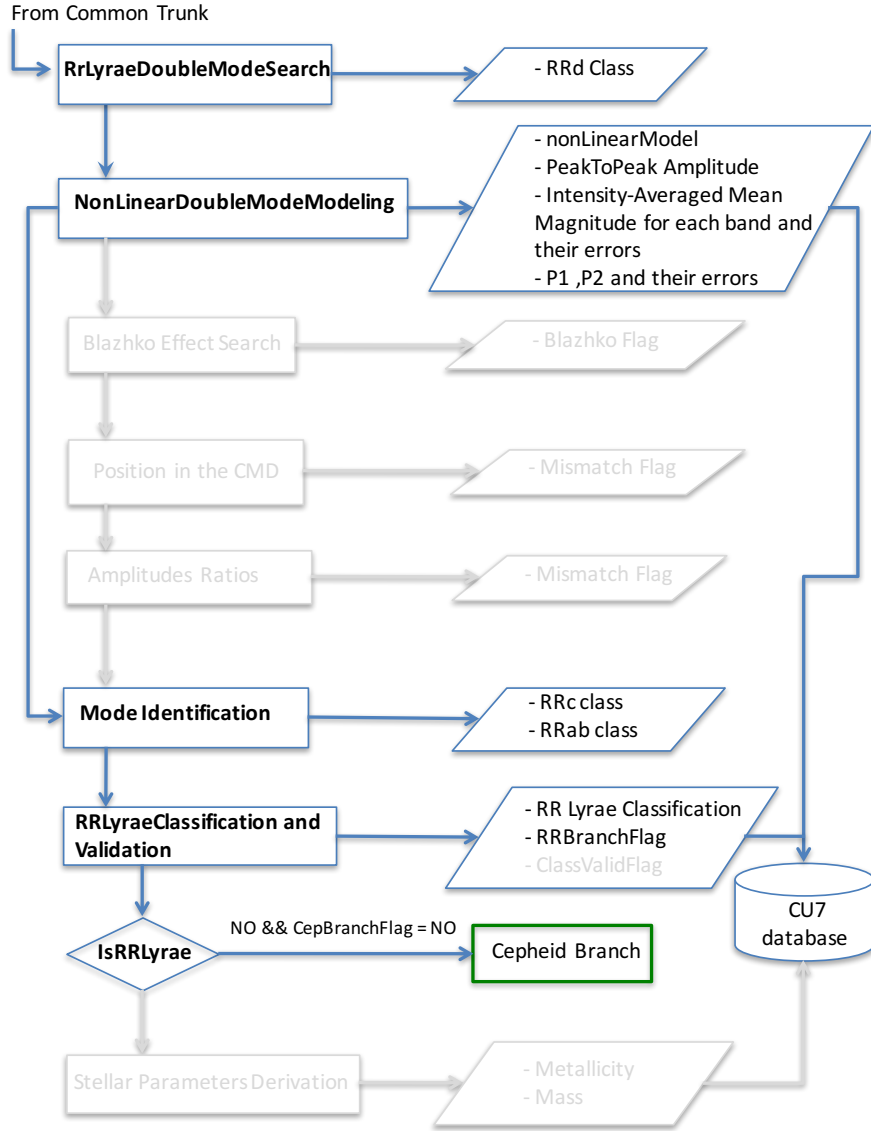 From Common Trunk
RrLyraeDoubleModeSearch
- RRd Class
NonLinearDoubleModeModeling
- nonLinearModel
- PeakToPeak Amplitude
- Intensity-Averaged Mean
Magnitude for each band and
their errors
- P1 ,P2 and their errors
Blazhko Effect Search
- Blazhko Flag
Position in the CMD
- Mismatch Flag
Amplitudes Ratios
- Mismatch Flag
Mode Identification
- RRc class
- RRab class
RRLyraeClassification and
Validation
- RR Lyrae Classification
- RRBranchFlag
- ClassValidFlag
CU7
database
IsRRLyrae
NO && CepBranchFlag = NO
Cepheid Branch
Stellar Parameters Derivation
- Metallicity
- Mass